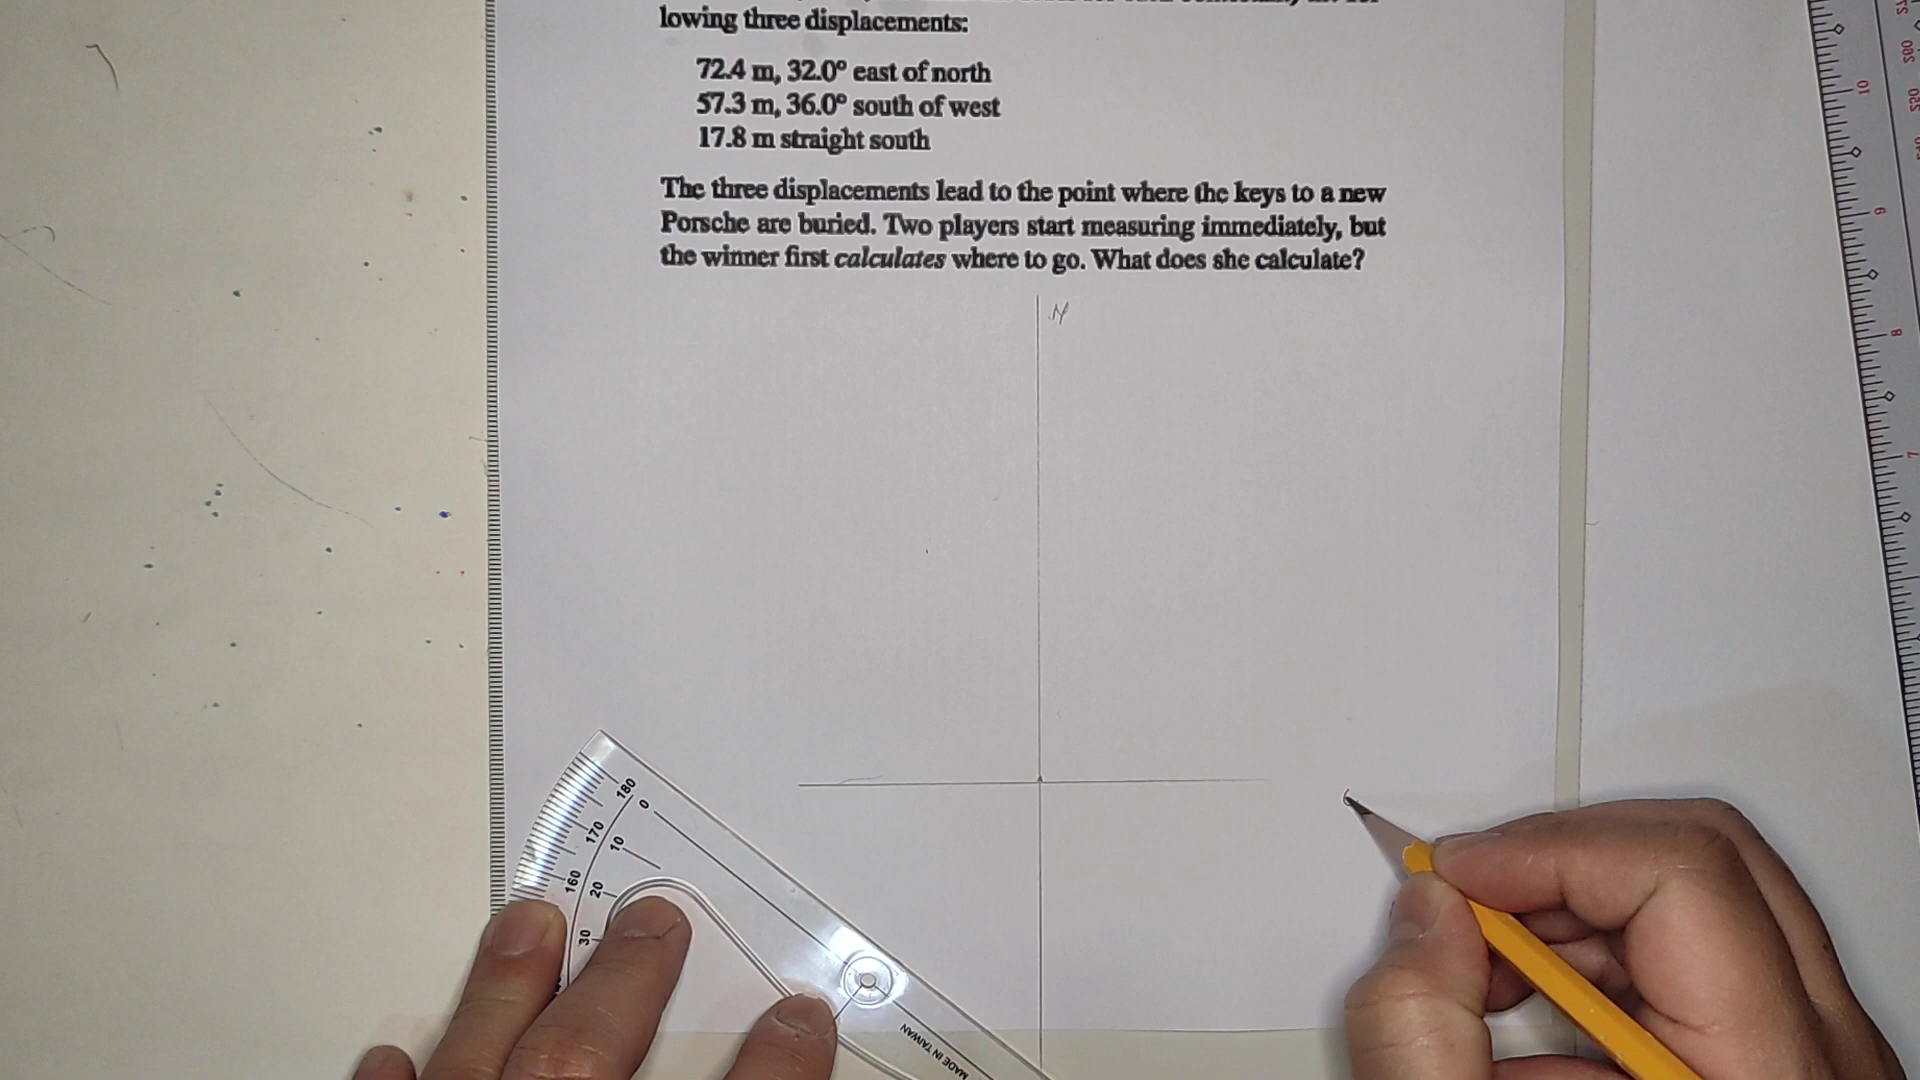 lowing three displacements:
72.4 m, 32.0° east of north
57.3 m, 36.0° south of west
17.8 m straight south
The three displacements lead to the point where the keys to a new
Porsche are buried. Two players start measuring immediately, but
the winner first calculates where to go. What does she calculate?
N
180
0
170
10
160
20
30
MADE IN TAIWAN
10
9
8
7